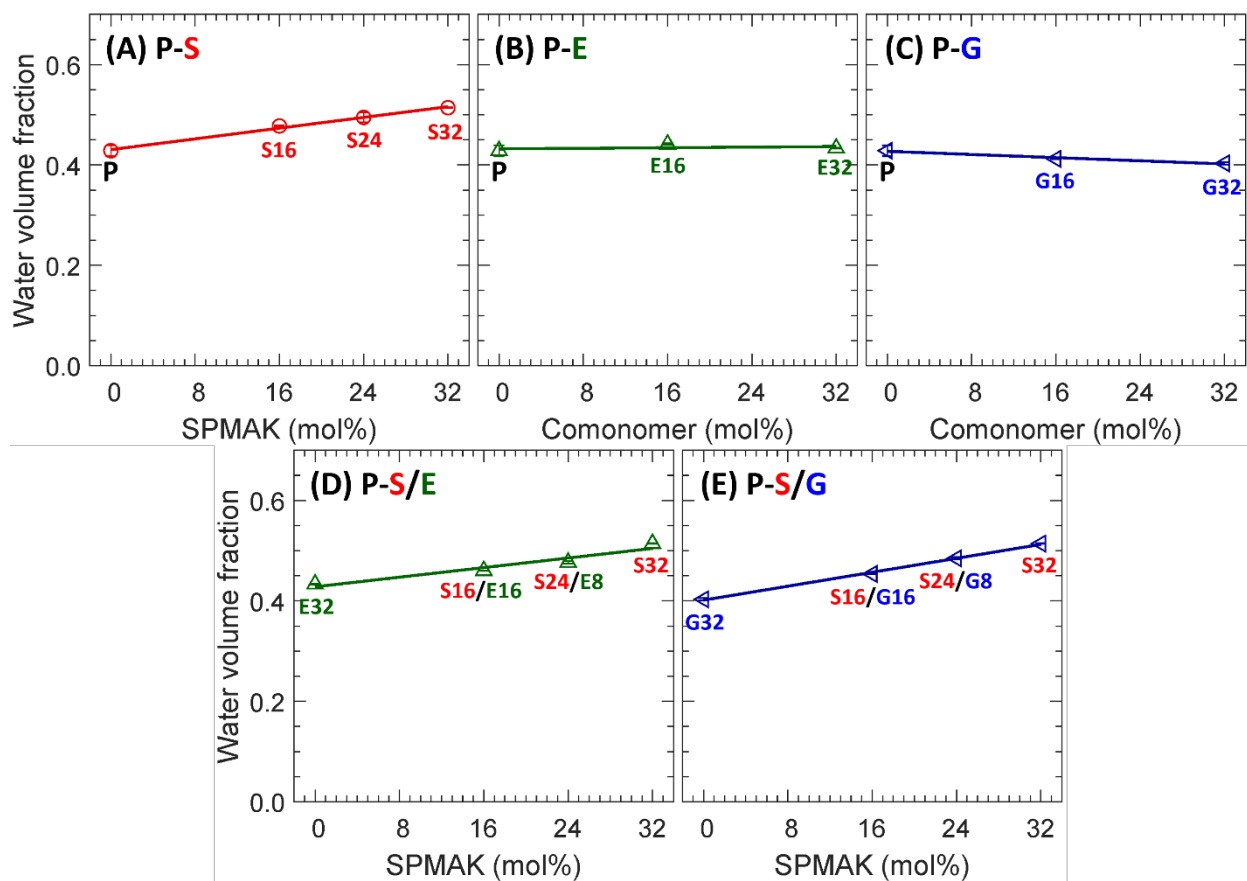 (A) P-S
(B) P-E
(C) P-G
Water volume fraction
0.6
0.4
0.2
0.0
P
S16
S24
S32
P
E16
E32
P
G16
G32
0 8 16 24 32
0 8 16 24 32
0 8 16 24 32
SPMAK (mol%)
Comonomer (mol%)
Comonomer (mol%)
(D) P-S/E
(E) P-S/G
Water volume fraction
0.6
0.4
0.2
0.0
E32
S16/E16
S24/E8
S32
G32
S16/G16
S24/G8
S32
0 8 16 24 32
0 8 16 24 32
SPMAK (mol%)
SPMAK (mol%)